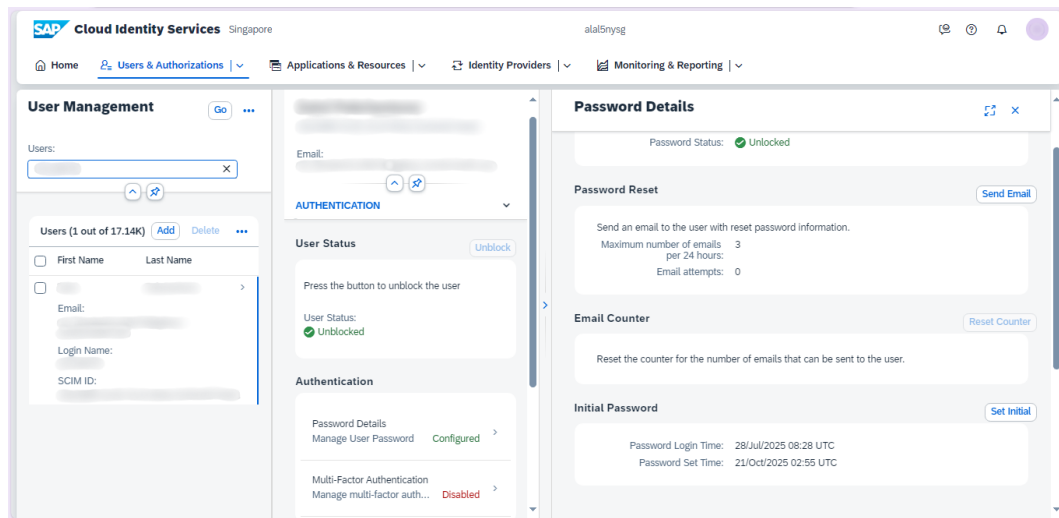 SAP Cloud Identity Services Singapore
alal5nysg
Home
Users & Authorizations
Applications & Resources
Identity Providers
Monitoring & Reporting
User Management
Go
Users:
Users (1 out of 17.14K) Add Delete
First Name Last Name
Email:
Login Name:
SCIM ID:
Email:
AUTHENTICATION
User Status Unblock
Press the button to unblock the user
User Status:
Unblocked
Authentication
Password Details
Manage User Password Configured
Multi-Factor Authentication
Manage multi-factor auth... Disabled
Password Details
Password Status: Unlocked
Password Reset Send Email
Send an email to the user with reset password information.
Maximum number of emails 3
per 24 hours:
Email attempts: 0
Email Counter Reset Counter
Reset the counter for the number of emails that can be sent to the user.
Initial Password Set Initial
Password Login Time: 28/Jul/2025 08:28 UTC
Password Set Time: 21/Oct/2025 02:55 UTC